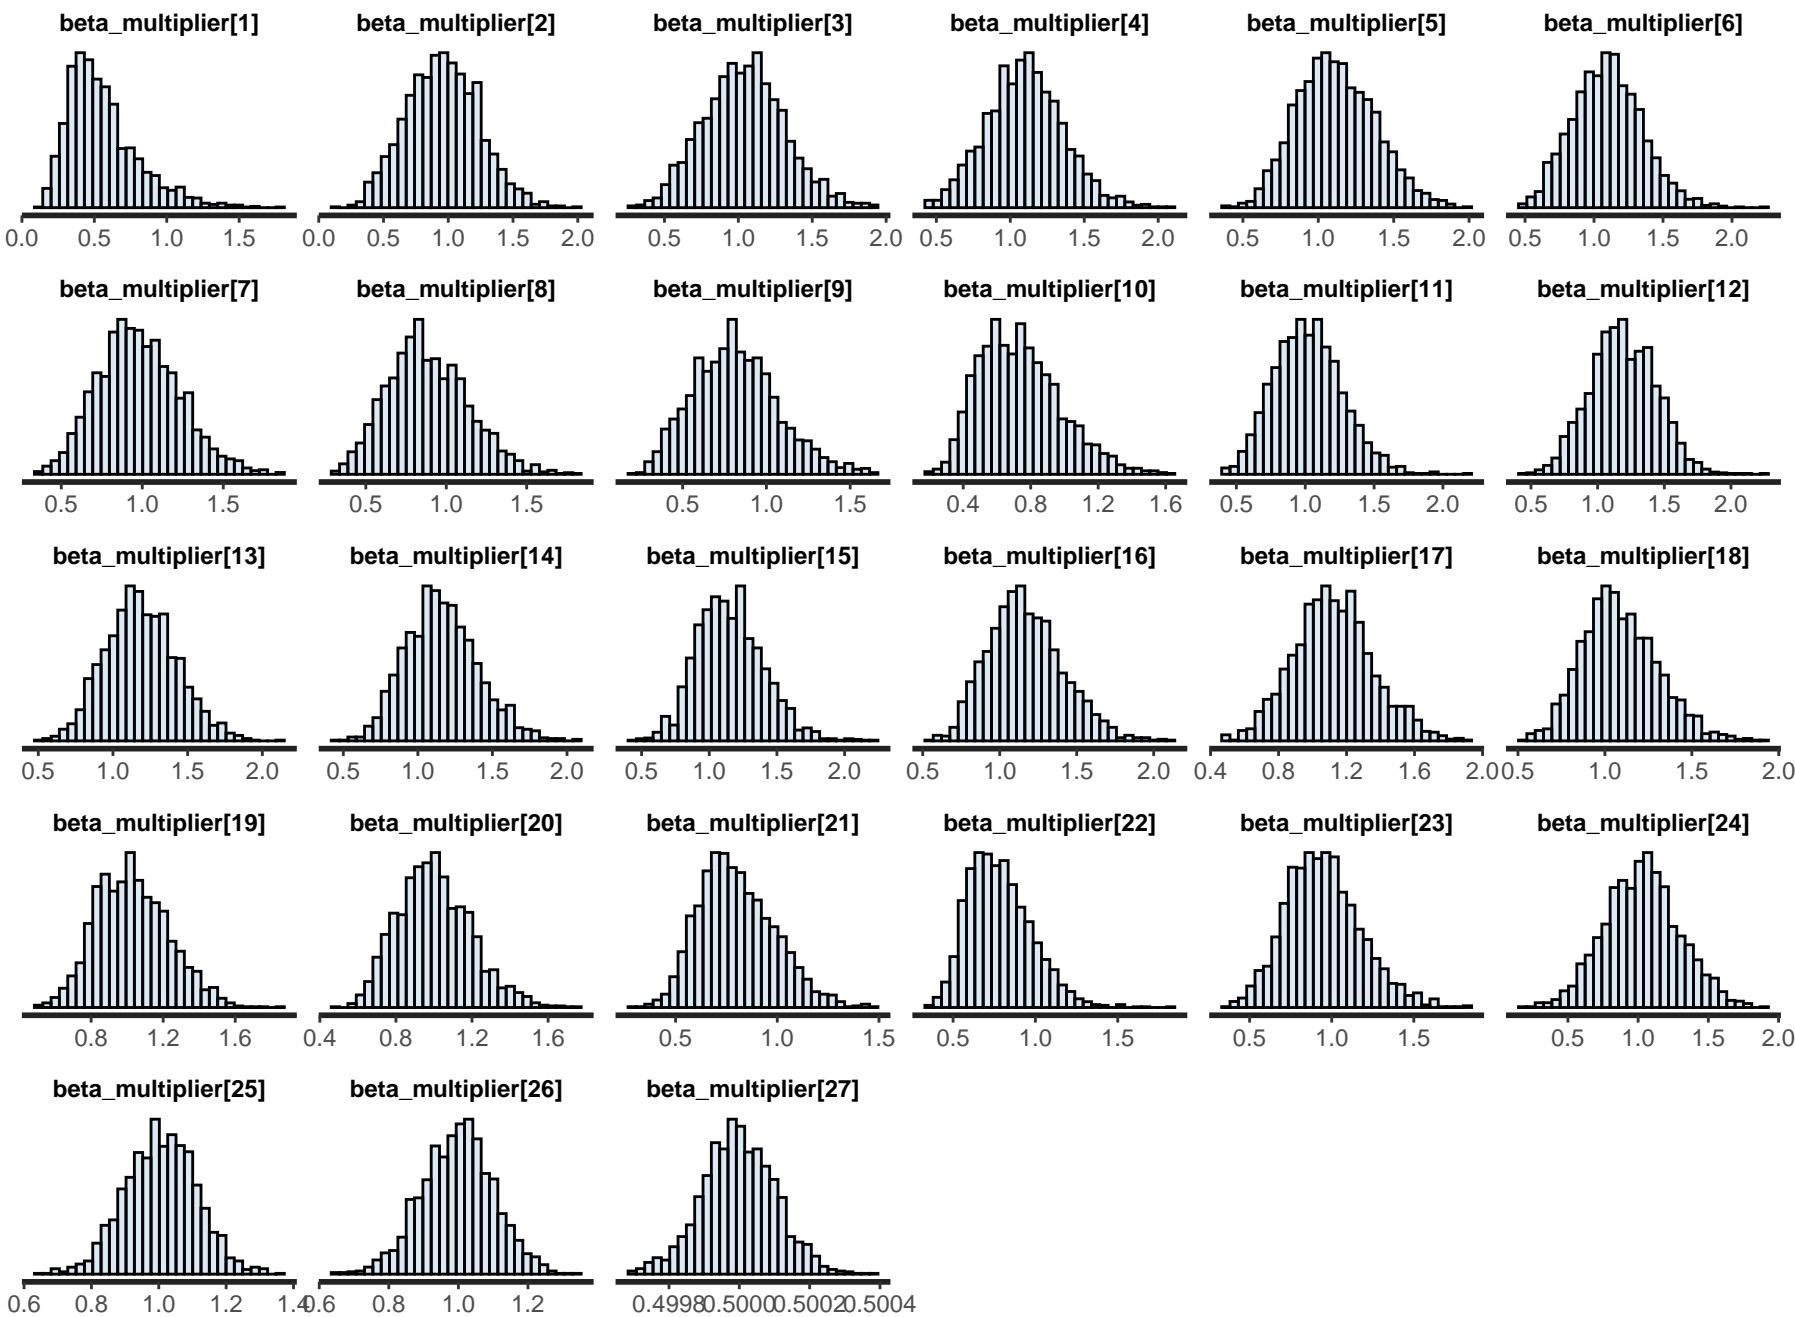 beta_multiplier[1] beta_multiplier[2] beta_multiplier[3] beta_multiplier[4] beta_multiplier[5] beta_multiplier[6]
0.0 0.5 1.0 1.5 0.0 0.5 1.0 1.5 2.0 0.5 1.0 1.5 2.0 0.5 1.0 1.5 2.0 0.5 1.0 1.5 2.0 0.5 1.0 1.5 2.0
beta_multiplier[7] beta_multiplier[8] beta_multiplier[9] beta_multiplier[10] beta_multiplier[11] beta_multiplier[12]
0.5 1.0 1.5 0.5 1.0 1.5 0.5 1.0 1.5 0.4 0.8 1.2 1.6 0.5 1.0 1.5 2.0 0.5 1.0 1.5 2.0
beta_multiplier[13] beta_multiplier[14] beta_multiplier[15] beta_multiplier[16] beta_multiplier[17] beta_multiplier[18]
0.5 1.0 1.5 2.0 0.5 1.0 1.5 2.0 0.5 1.0 1.5 2.0 0.5 1.0 1.5 2.0 0.4 0.8 1.2 1.6 2.0 0.5 1.0 1.5 2.0
beta_multiplier[19] beta_multiplier[20] beta_multiplier[21] beta_multiplier[22] beta_multiplier[23] beta_multiplier[24]
0.8 1.2 1.6 0.4 0.8 1.2 1.6 0.5 1.0 1.5 0.5 1.0 1.5 0.5 1.0 1.5 0.5 1.0 1.5 2.0
beta_multiplier[25] beta_multiplier[26] beta_multiplier[27]
0.6 0.8 1.0 1.2 1.4 0.6 0.8 1.0 1.2 0.4998 0.5000 0.5002 0.5004